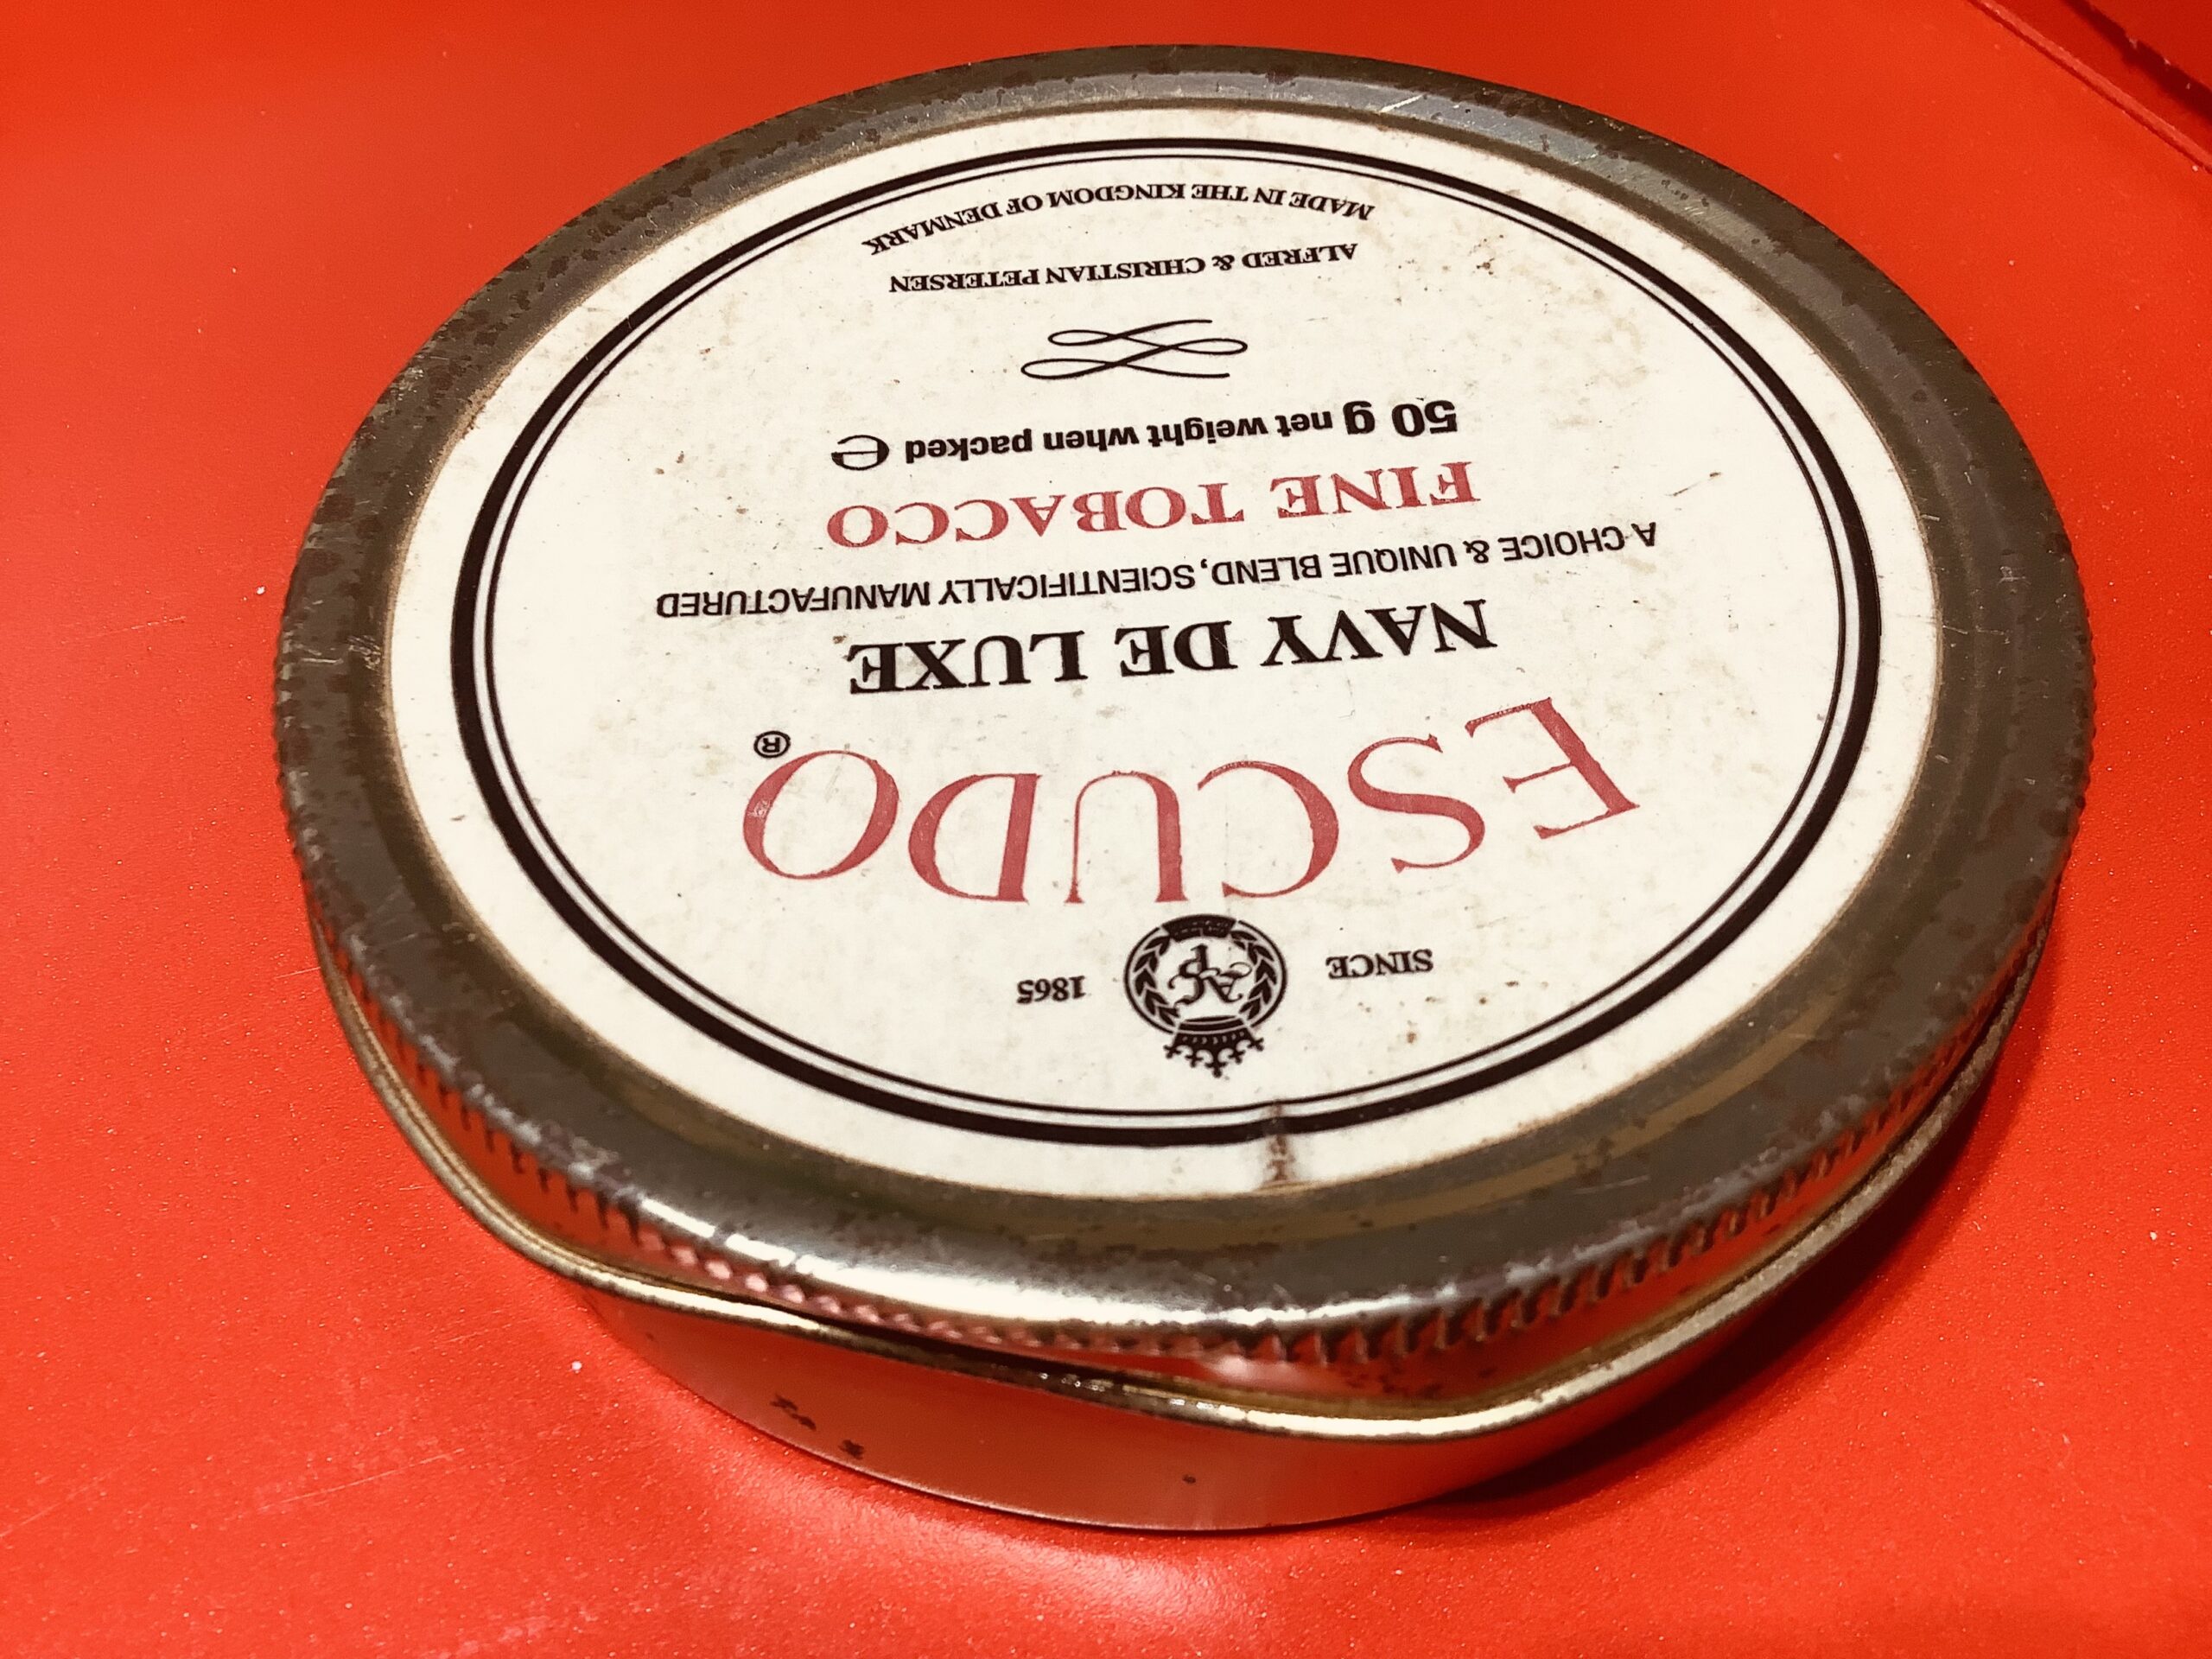 SINCE 1865
ACP
ESCUDO®
NAVY DE LUXE
A CHOICE & UNIQUE BLEND, SCIENTIFICALLY MANUFACTURED
FINE TOBACCO
50 g net weight when packed ℮
ALFRED & CHRISTIAN PETERSEN
MADE IN THE KINGDOM OF DENMARK